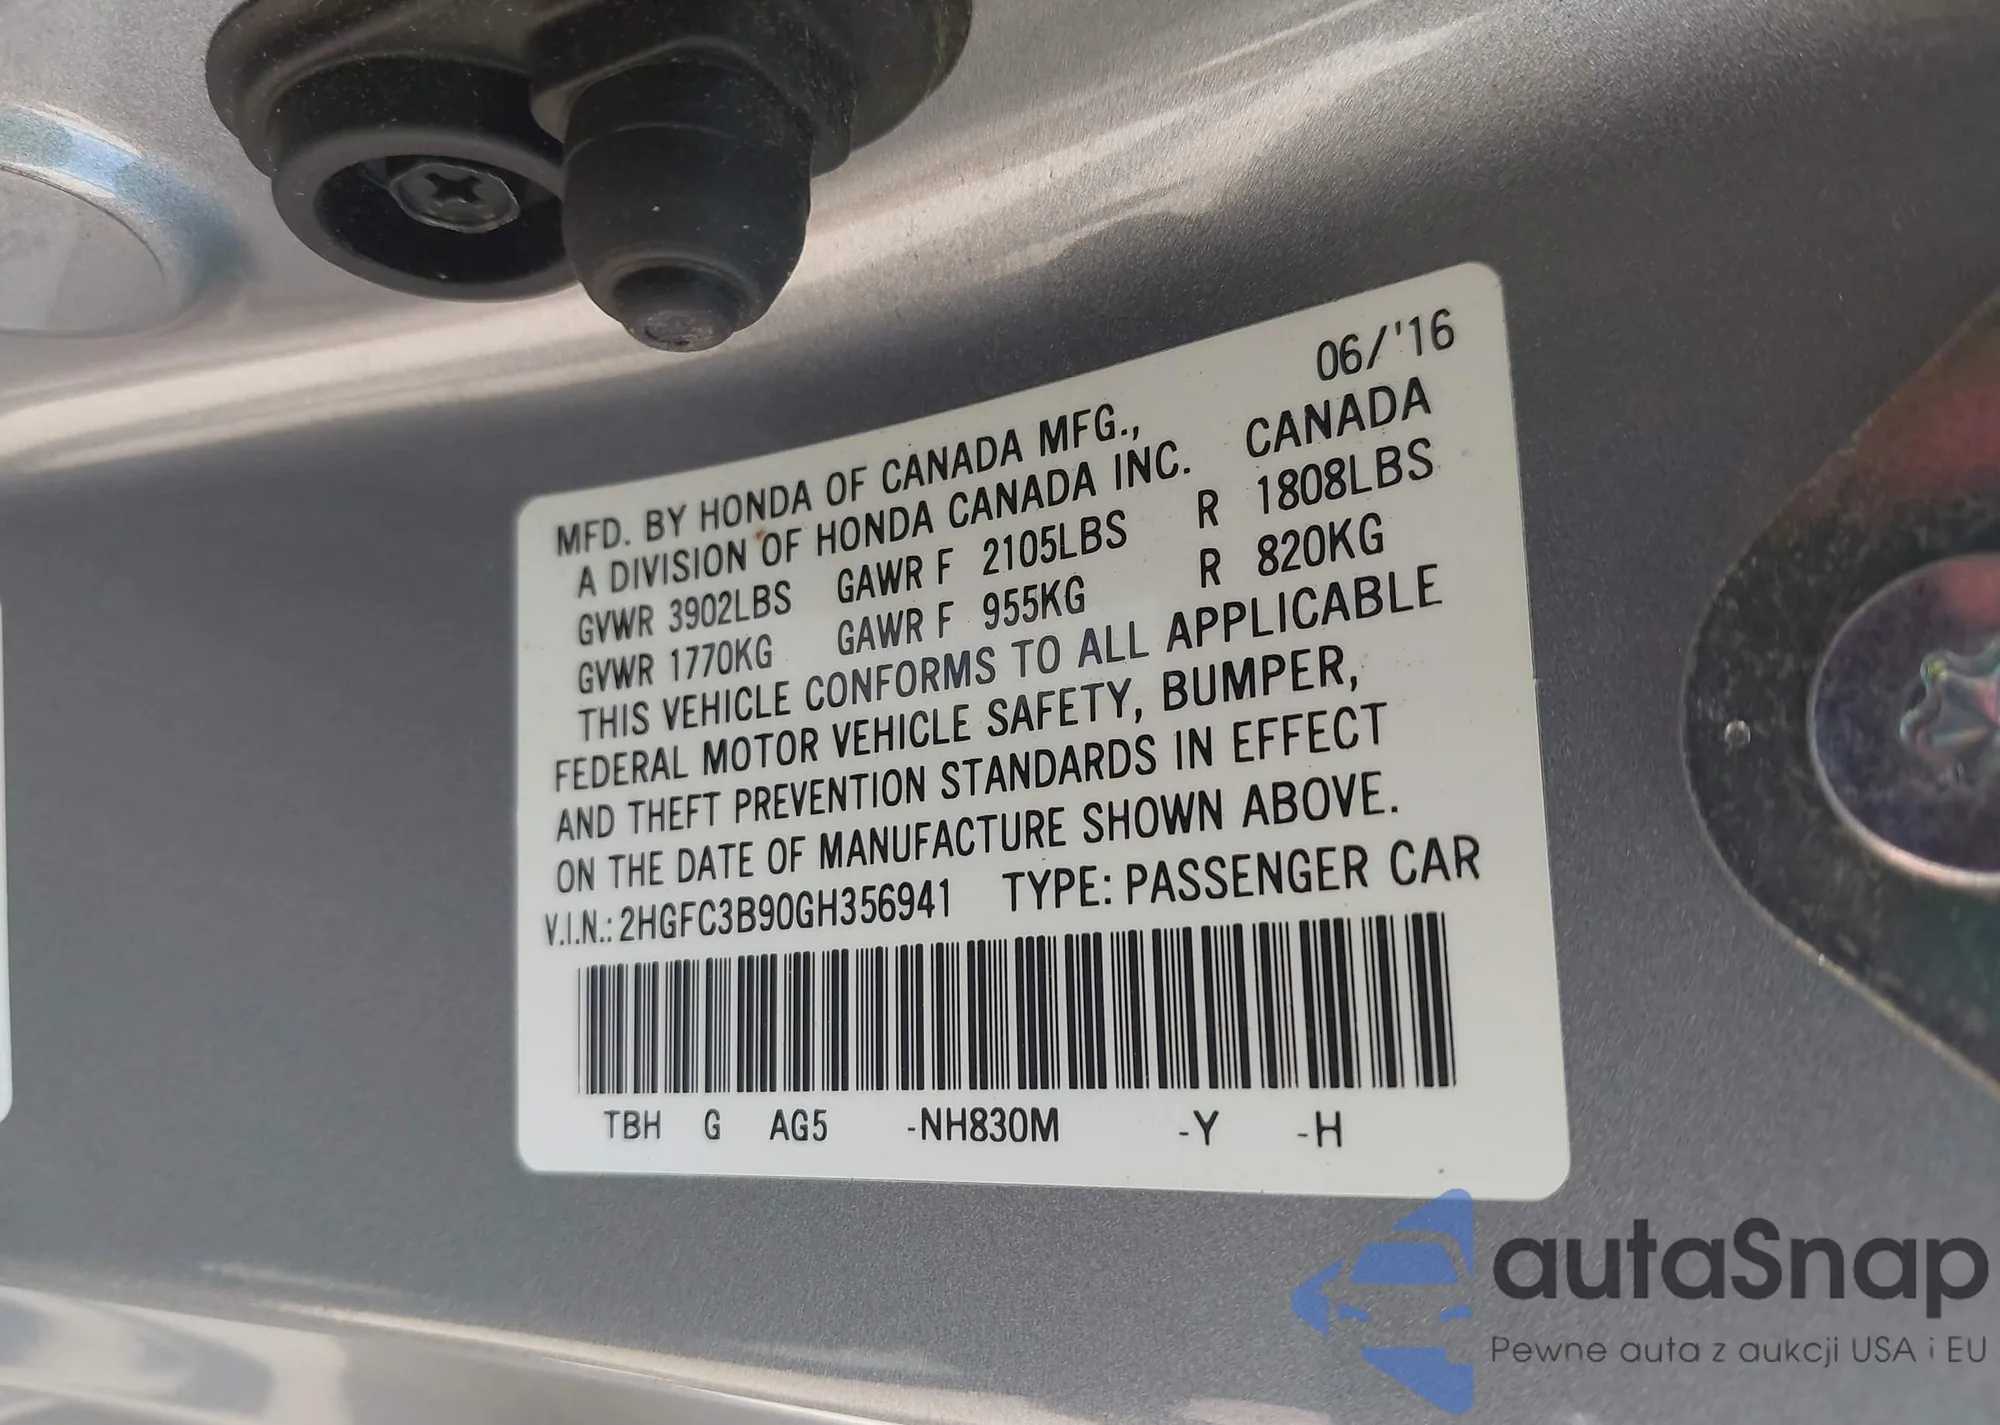 06/'16
MFD. BY HONDA OF CANADA MFG.,
A DIVISION OF HONDA CANADA INC. CANADA
GVWR 3902LBS GAWR F 2105LBS R 1808LBS
GVWR 1770KG GAWR F 955KG R 820KG
THIS VEHICLE CONFORMS TO ALL APPLICABLE
FEDERAL MOTOR VEHICLE SAFETY, BUMPER,
AND THEFT PREVENTION STANDARDS IN EFFECT
ON THE DATE OF MANUFACTURE SHOWN ABOVE.
V.I.N.: 2HGFC3B90GH356941 TYPE: PASSENGER CAR
TBH G AG5 -NH830M -Y -H
autaSnap
Pewne auta z aukcji USA i EU